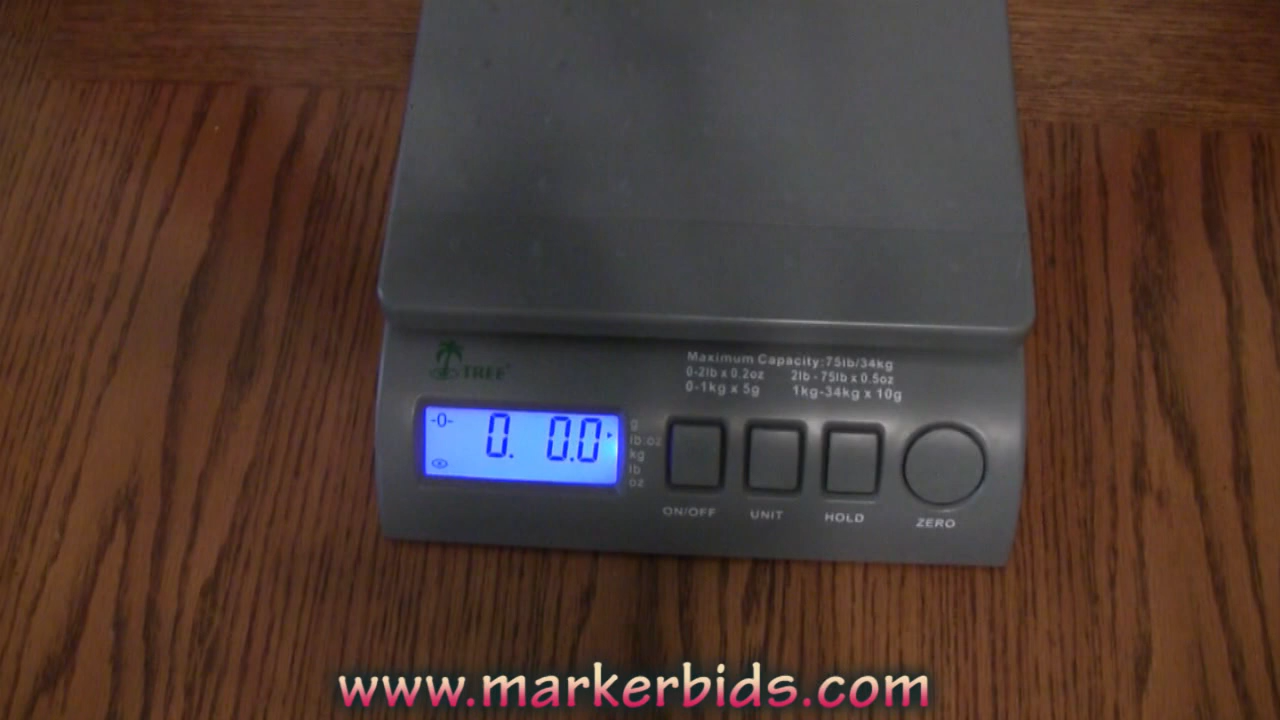 Maximum Capacity:75lb/34kg
0-2lb x 0.2oz 2lb - 75lb x 0.5oz
0-1kg x 5g 1kg-34kg x 10g
TREE®
-0- 0. 0.0
g
lb:oz
kg
lb
oz
ON/OFF UNIT HOLD ZERO
www.markerbids.com